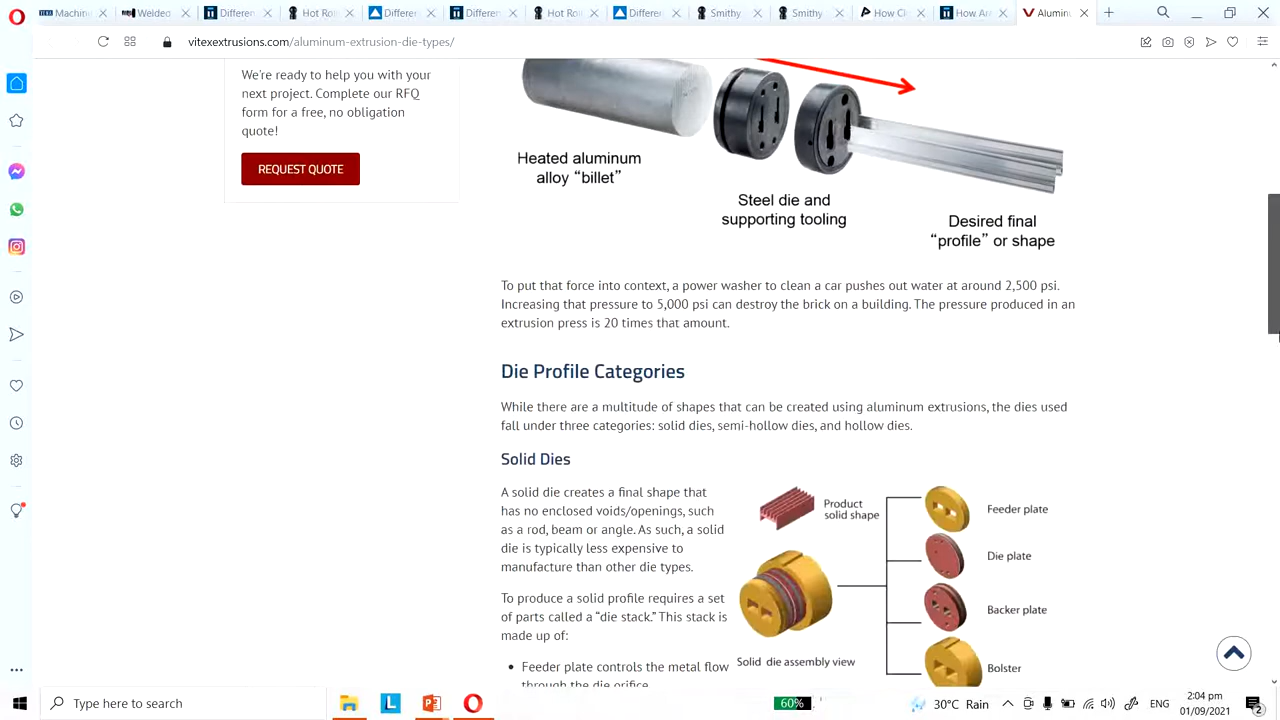 Machine
Welded
Differen
Hot Roll
Differen
Differen
Hot Roll
Differen
Smithy
Smithy
How Cl
How Ar
Alumin
vitexextrusions.com/aluminum-extrusion-die-types/
We're ready to help you with your
next project. Complete our RFQ
form for a free, no obligation
quote!
REQUEST QUOTE
Heated aluminum
alloy “billet”
Steel die and
supporting tooling
Desired final
“profile” or shape
To put that force into context, a power washer to clean a car pushes out water at around 2,500 psi.
Increasing that pressure to 5,000 psi can destroy the brick on a building. The pressure produced in an
extrusion press is 20 times that amount.
Die Profile Categories
While there are a multitude of shapes that can be created using aluminum extrusions, the dies used
fall under three categories: solid dies, semi-hollow dies, and hollow dies.
Solid Dies
A solid die creates a final shape that
has no enclosed voids/openings, such
as a rod, beam or angle. As such, a solid
die is typically less expensive to
manufacture than other die types.
To produce a solid profile requires a set
of parts called a “die stack.” This stack is
made up of:
Feeder plate controls the metal flow
through the die orifice
Product
solid shape
Feeder plate
Die plate
Backer plate
Bolster
Solid die assembly view
Type here to search
60%
30°C Rain
ENG
2:04 pm
01/09/2021
2